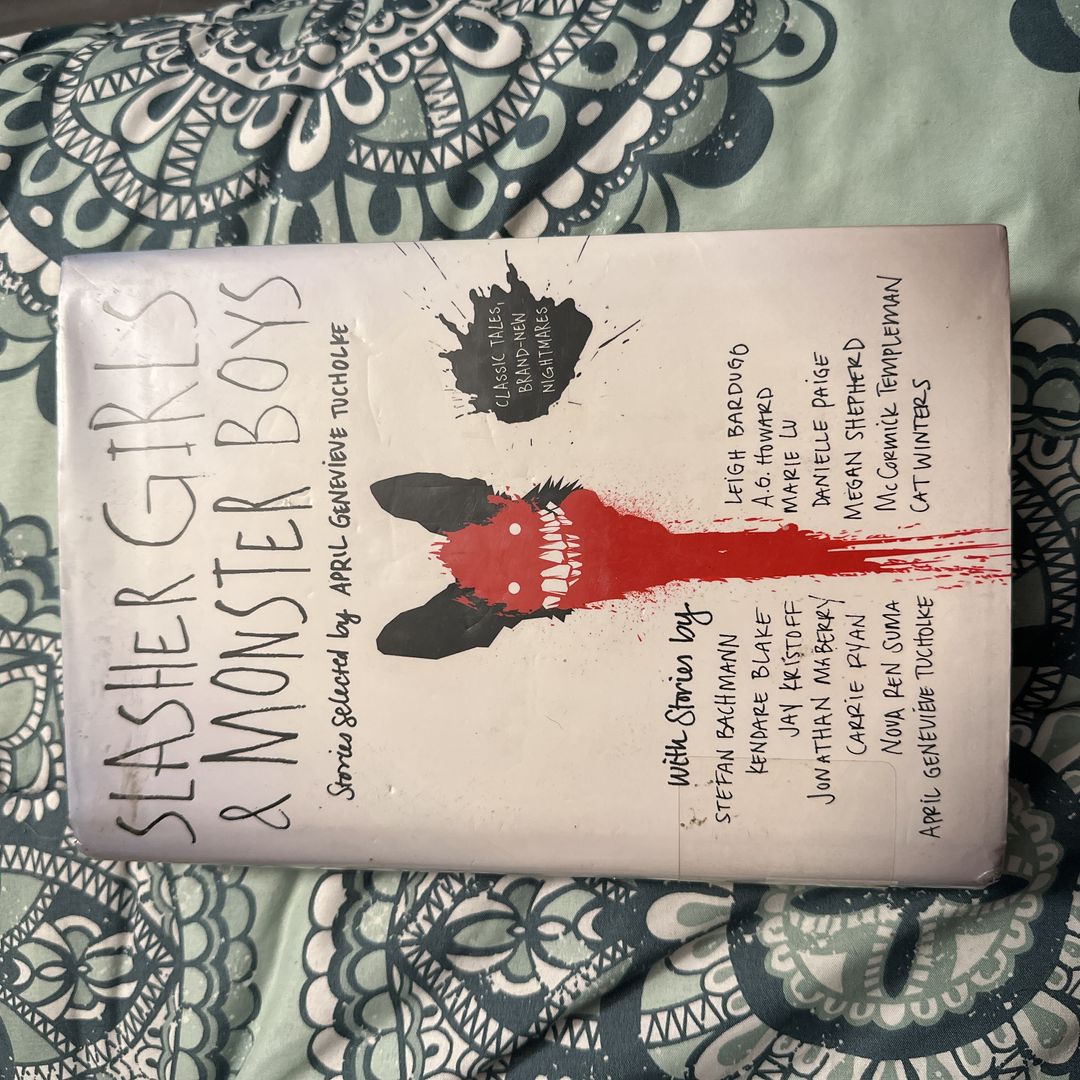 SLASHER GIRLS
& MONSTER BOYS
Stories Selected by APRIL GENEVIEVE TUCHOLKE
CLASSIC TALES,
BRAND-NEW
NIGHTMARES
With Stories by
STEFAN BACHMANN
KENDARE BLAKE
JAY KRISTOFF
JONATHAN MABERRY
CARRIE RYAN
NOVA REN SUMA
APRIL GENEVIEVE TUCHOLKE
LEIGH BARDUGO
A.G. HOWARD
MARIE LU
DANIELLE PAIGE
MEGAN SHEPHERD
McCORMICK TEMPLEMAN
CAT WINTERS